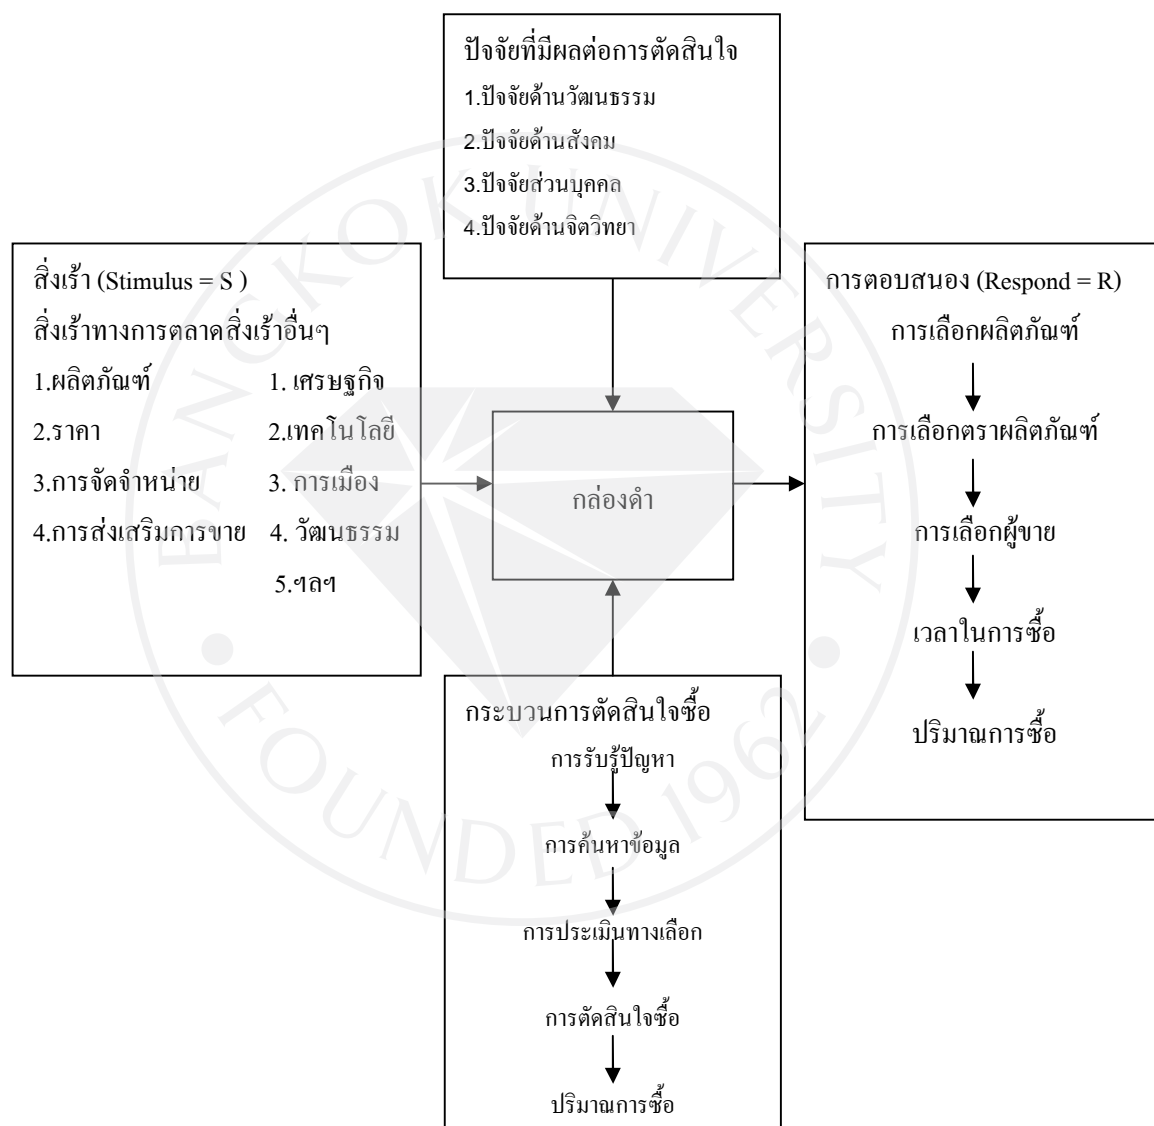 ปัจจัยที่มีผลต่อการตัดสินใจ
1.ปัจจัยด้านวัฒนธรรม
2.ปัจจัยด้านสังคม
3.ปัจจัยส่วนบุคคล
4.ปัจจัยด้านจิตวิทยา
สิ่งเร้า (Stimulus = S )
สิ่งเร้าทางการตลาดสิ่งเร้าอื่นๆ
1.ผลิตภัณฑ์ 1. เศรษฐกิจ
2.ราคา 2.เทคโนโลยี
3.การจัดจำหน่าย 3. การเมือง
4.การส่งเสริมการขาย 4. วัฒนธรรม
5.ฯลฯ
กล่องดำ
การตอบสนอง (Respond = R)
การเลือกผลิตภัณฑ์
การเลือกตราผลิตภัณฑ์
การเลือกผู้ขาย
เวลาในการซื้อ
ปริมาณการซื้อ
กระบวนการตัดสินใจซื้อ
การรับรู้ปัญหา
การค้นหาข้อมูล
การประเมินทางเลือก
การตัดสินใจซื้อ
ปริมาณการซื้อ
BANGKOK UNIVERSITY
FOUNDED 1962